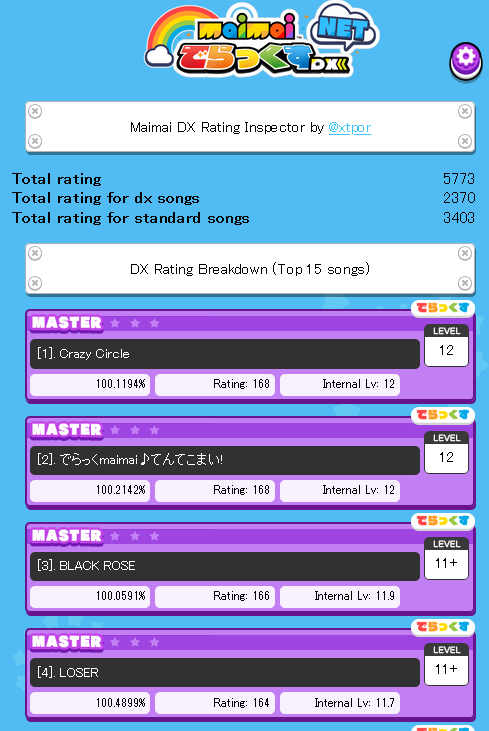 maimai NET
でらっくすDX
Maimai DX Rating Inspector by @xtpor
Total rating 5773
Total rating for dx songs 2370
Total rating for standard songs 3403
DX Rating Breakdown (Top 15 songs)
でらっくす
MASTER
LEVEL
[1]. Crazy Circle
12
100.1194% Rating: 168 Internal Lv: 12
でらっくす
MASTER
LEVEL
[2]. でらっくmaimai♪てんてこまい!
12
100.2142% Rating: 168 Internal Lv: 12
でらっくす
MASTER
LEVEL
[3]. BLACK ROSE
11+
100.0591% Rating: 166 Internal Lv: 11.9
でらっくす
MASTER
LEVEL
[4]. LOSER
11+
100.4899% Rating: 164 Internal Lv: 11.7